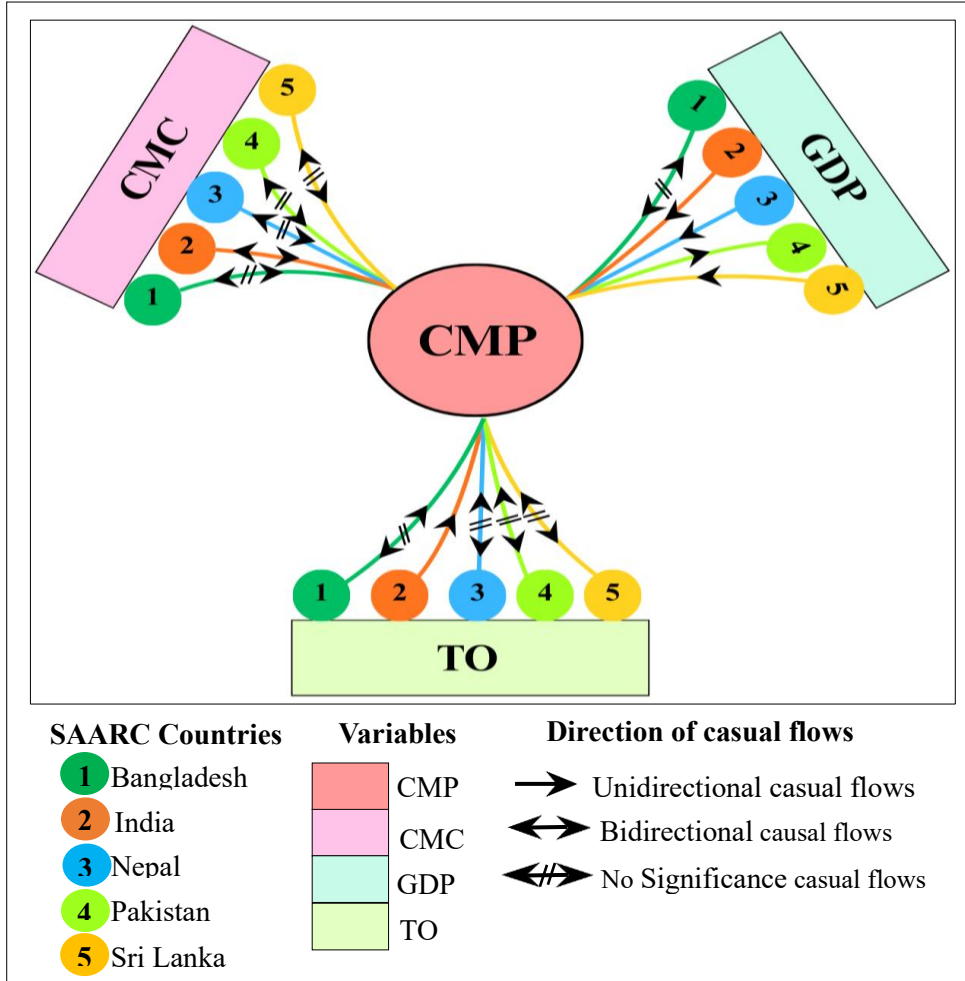 5
4
3
2
1
CMC
1
2
3
4
5
GDP
CMP
1
2
3
4
5
TO
SAARC Countries
1 Bangladesh
2 India
3 Nepal
4 Pakistan
5 Sri Lanka
Variables
CMP
CMC
GDP
TO
Direction of casual flows
Unidirectional casual flows
Bidirectional causal flows
No Significance casual flows